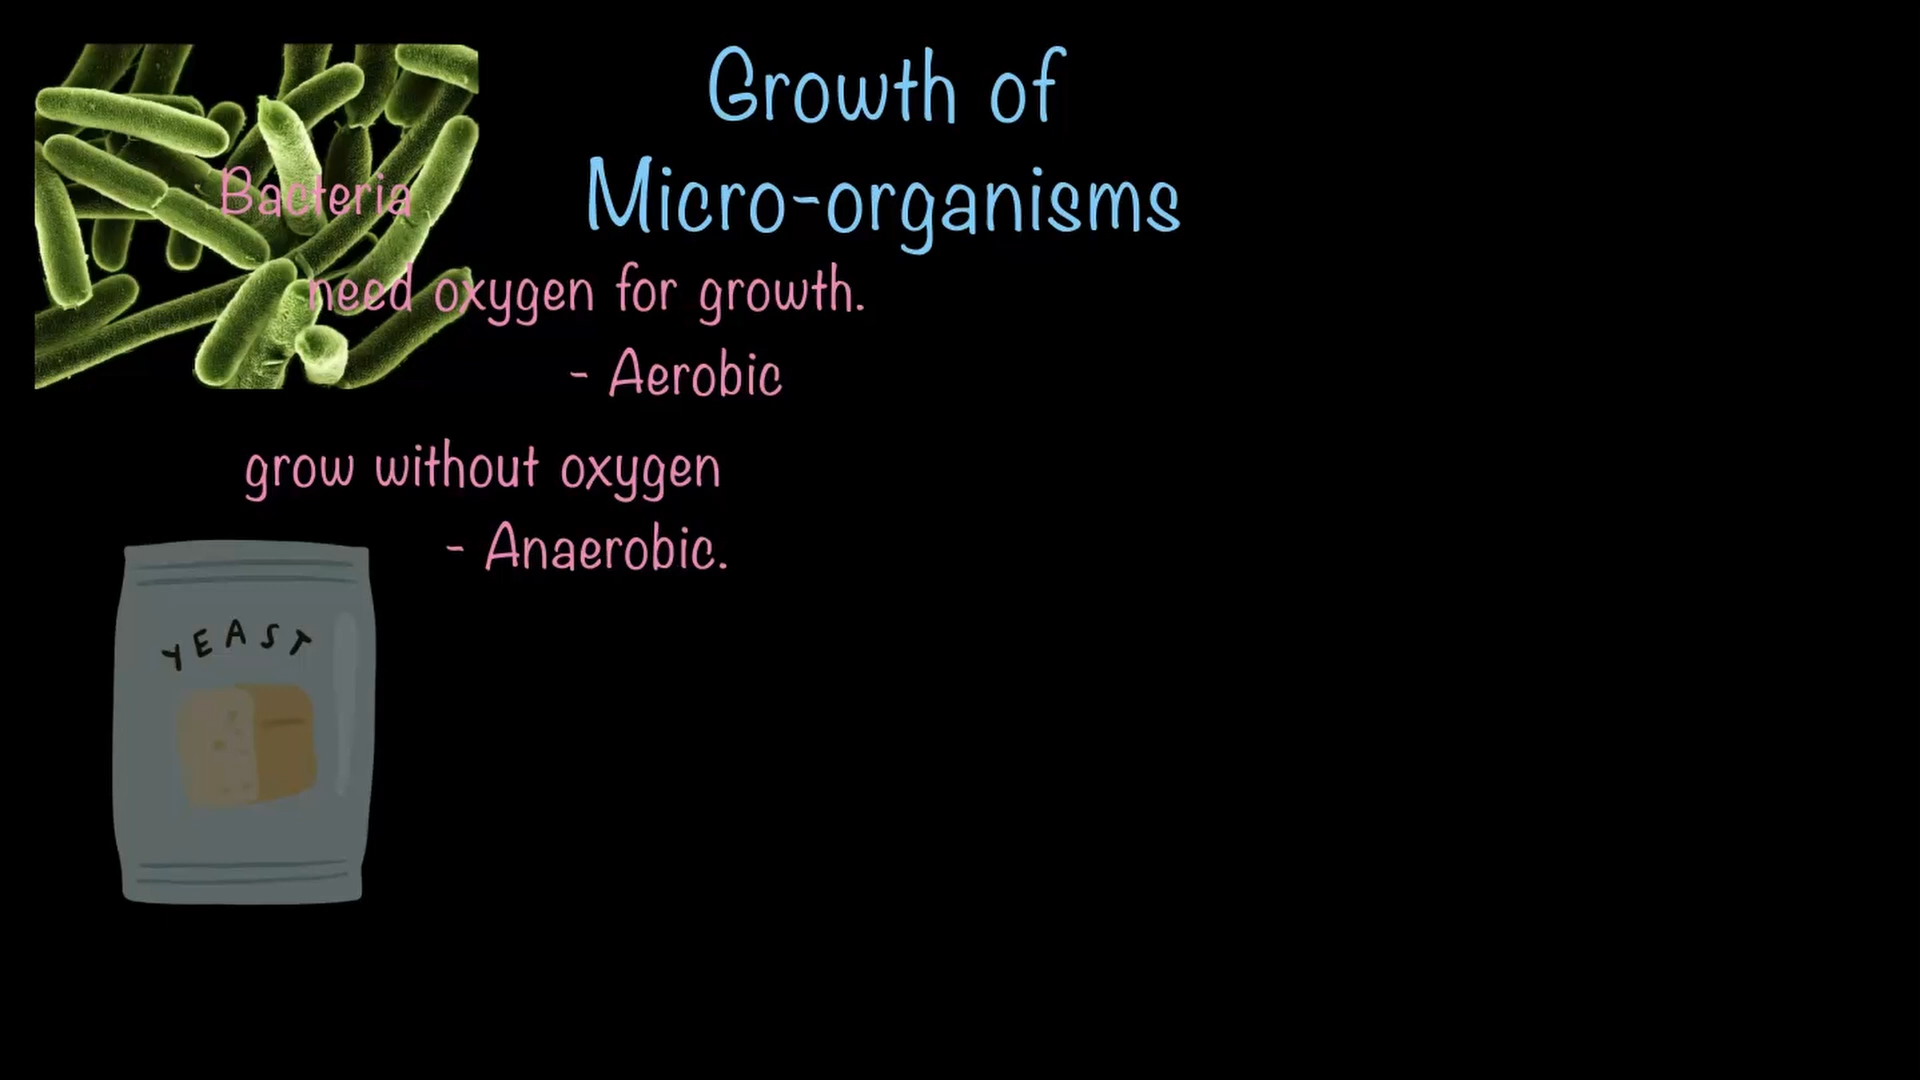 Growth of
Micro-organisms
Bacteria
need oxygen for growth.
- Aerobic
grow without oxygen
- Anaerobic.
YEAST